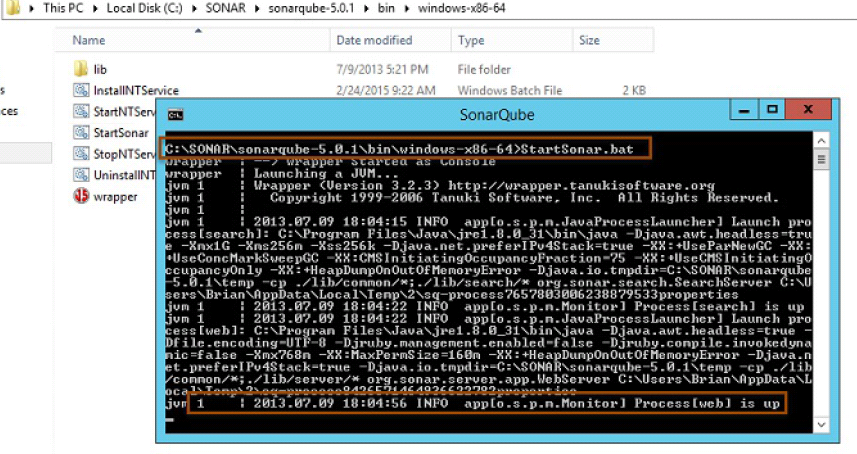 This PC ▸ Local Disk (C:) ▸ SONAR ▸ sonarqube-5.0.1 ▸ bin ▸ windows-x86-64
Name Date modified Type Size
lib 7/9/2013 5:21 PM File folder
InstallNTService 2/24/2015 9:22 AM Windows Batch File 2 KB
StartNTServ
StartSonar
StopNTServ
UninstallNT
wrapper
s
ces
SonarQube
C:\SONAR\sonarqube-5.0.1\bin\windows-x86-64>StartSonar.bat
wrapper | --> Wrapper Started as Console
wrapper | Launching a JVM...
jvm 1 | Wrapper (Version 3.2.3) http://wrapper.tanukisoftware.org
jvm 1 | Copyright 1999-2006 Tanuki Software, Inc. All Rights Reserved.
jvm 1 |
jvm 1 | 2013.07.09 18:04:15 INFO app[o.s.p.m.JavaProcessLauncher] Launch pro
cess[search]: C:\Program Files\Java\jre1.8.0_31\bin\java -Djava.awt.headless=tru
e -Xmx1G -Xms256m -Xss256k -Djava.net.preferIPv4Stack=true -XX:+UseParNewGC -XX:
+UseConcMarkSweepGC -XX:CMSInitiatingOccupancyFraction=75 -XX:+UseCMSInitiatingO
ccupancyOnly -XX:+HeapDumpOnOutOfMemoryError -Djava.io.tmpdir=C:\SONAR\sonarqube
-5.0.1\temp -cp ./lib/common/*;./lib/search/* org.sonar.search.SearchServer C:\U
sers\Brian\AppData\Local\Temp\2\sq-process7657803006238879533properties
jvm 1 | 2013.07.09 18:04:22 INFO app[o.s.p.m.Monitor] Process[search] is up
jvm 1 | 2013.07.09 18:04:22 INFO app[o.s.p.m.JavaProcessLauncher] Launch pro
cess[web]: C:\Program Files\Java\jre1.8.0_31\bin\java -Djava.awt.headless=true -
Dfile.encoding=UTF-8 -Djruby.management.enabled=false -Djruby.compile.invokedyna
mic=false -Xmx768m -XX:MaxPermSize=160m -XX:+HeapDumpOnOutOfMemoryError -Djava.n
et.preferIPv4Stack=true -Djava.io.tmpdir=C:\SONAR\sonarqube-5.0.1\temp -cp ./lib
/common/*;./lib/server/* org.sonar.server.app.WebServer C:\Users\Brian\AppData\L
jvm 1 | 2013.07.09 18:04:56 INFO app[o.s.p.m.Monitor] Process[web] is up